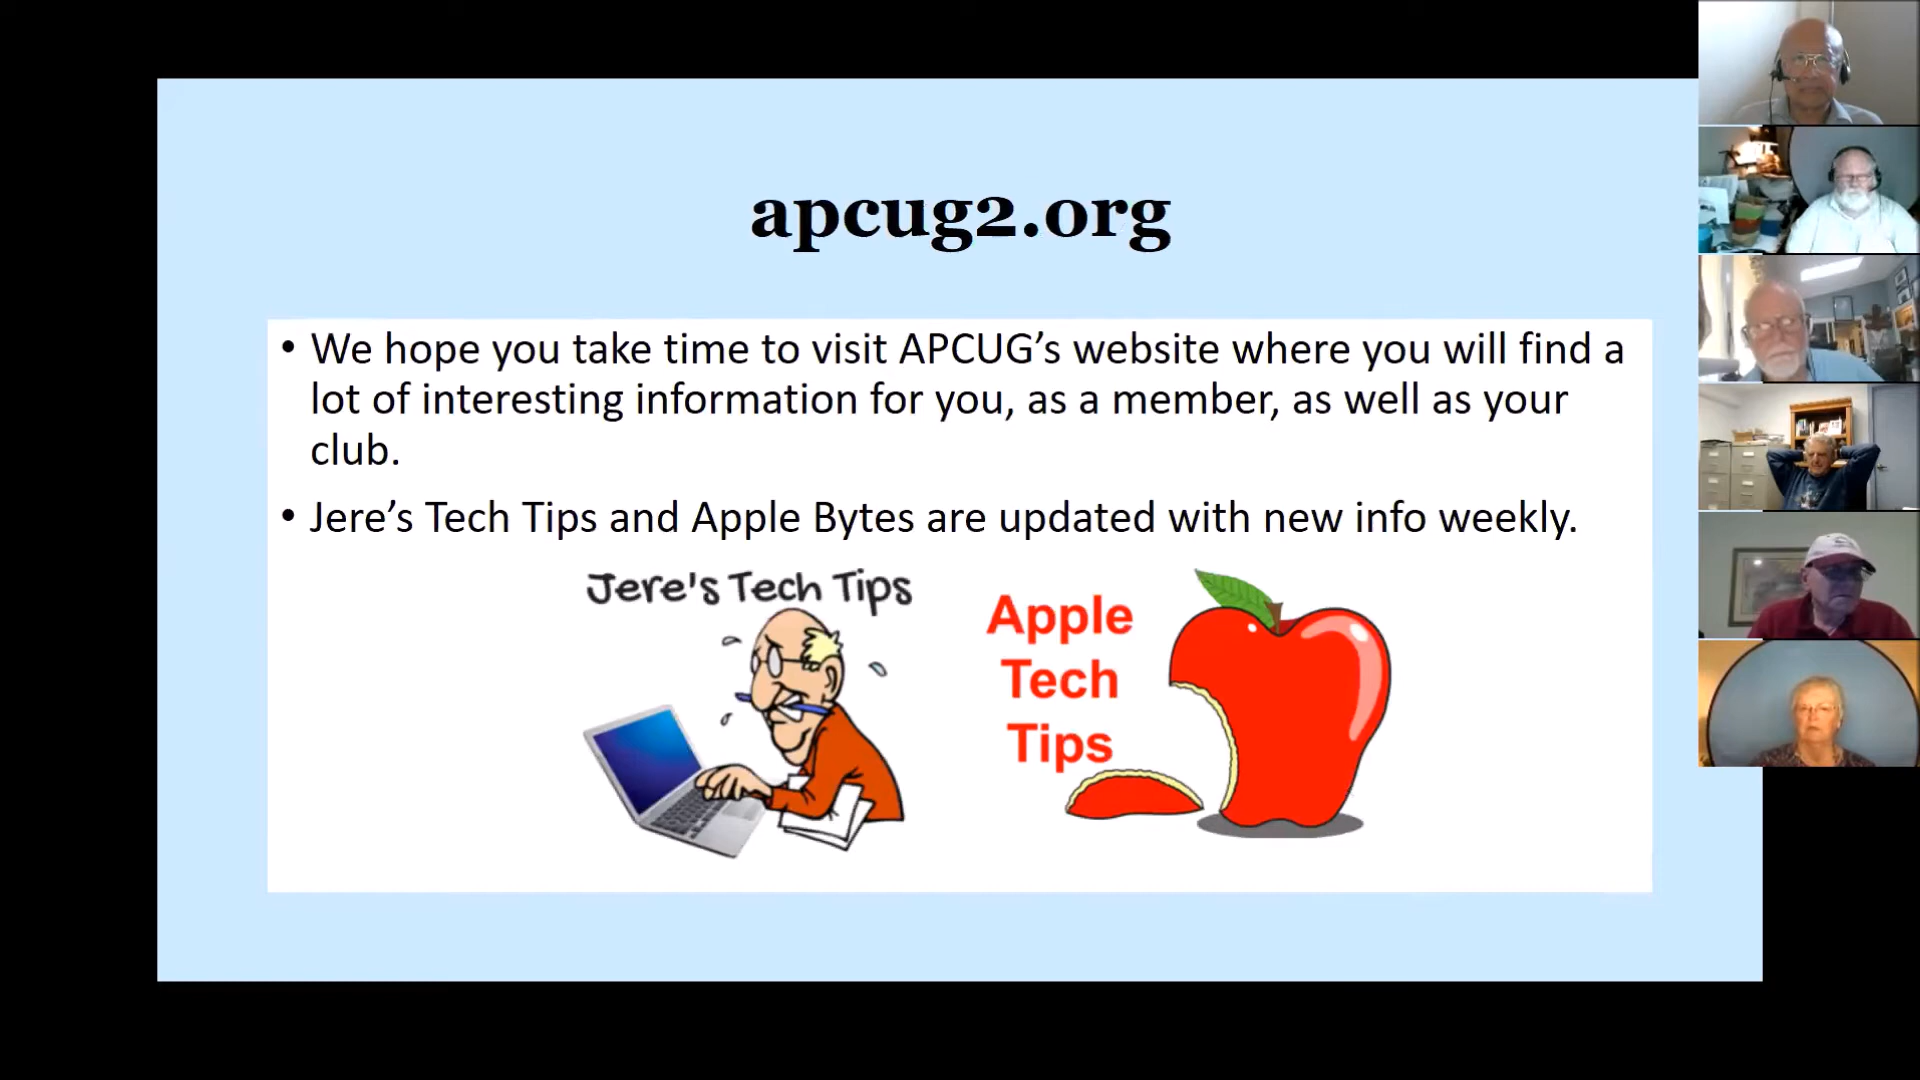 apcug2.org
• We hope you take time to visit APCUG’s website where you will find a
lot of interesting information for you, as a member, as well as your
club.
• Jere’s Tech Tips and Apple Bytes are updated with new info weekly.
Jere's Tech Tips
Apple
Tech
Tips